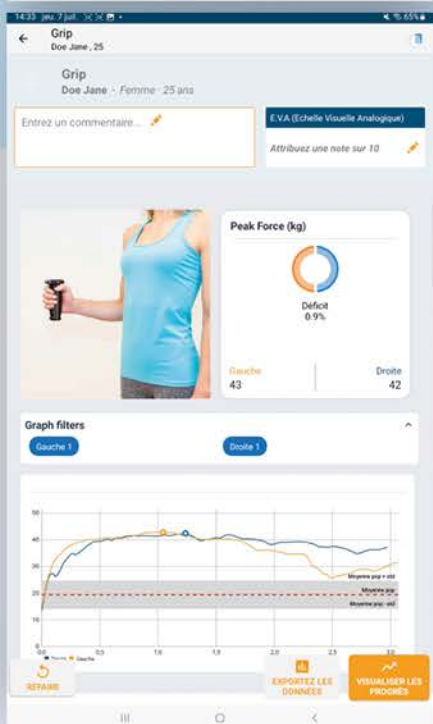 14:33 jeu. 7 juil.
65%
Grip
Doe Jane , 25
Grip
Doe Jane - Femme - 25 ans
Entrez un commentaire...
E.V.A (Echelle Visuelle Analogique)
Attribuez une note sur 10
Peak Force (kg)
Déficit
0.9%
Gauche
Droite
43
42
Graph filters
Gauche 1
Droite 1
50
40
30
Moyenne pop + std
20
Moyenne pop
Moyenne pop - std
10
0
0,0
0,5
1,0
1,5
2,0
2,5
3,0
Gauche
REFAIRE
EXPORTEZ LES
DONNÉES
VISUALISER LES
PROGRÈS